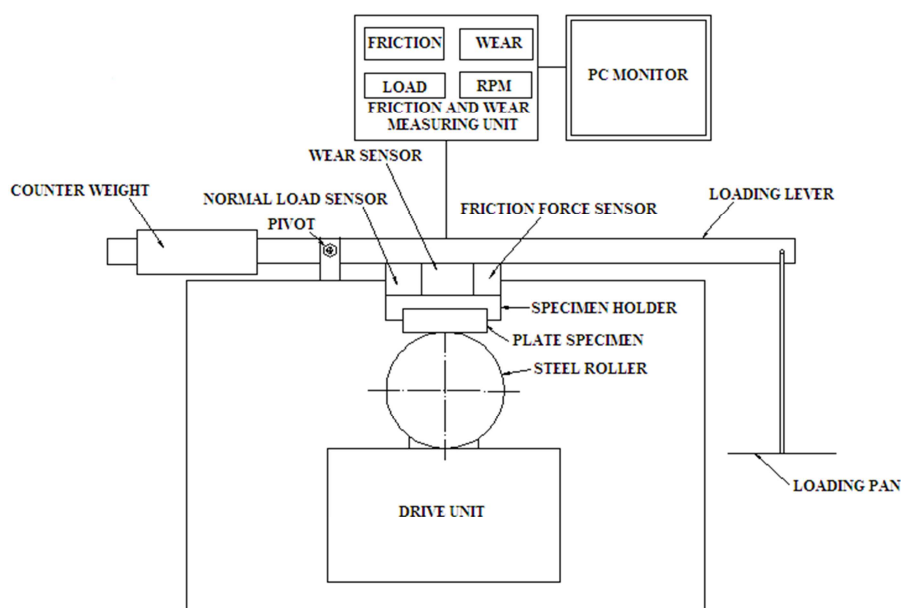 FRICTION
WEAR
LOAD
RPM
FRICTION AND WEAR
MEASURING UNIT
PC MONITOR
WEAR SENSOR
COUNTER WEIGHT
NORMAL LOAD SENSOR
PIVOT
FRICTION FORCE SENSOR
LOADING LEVER
SPECIMEN HOLDER
PLATE SPECIMEN
STEEL ROLLER
LOADING PAN
DRIVE UNIT